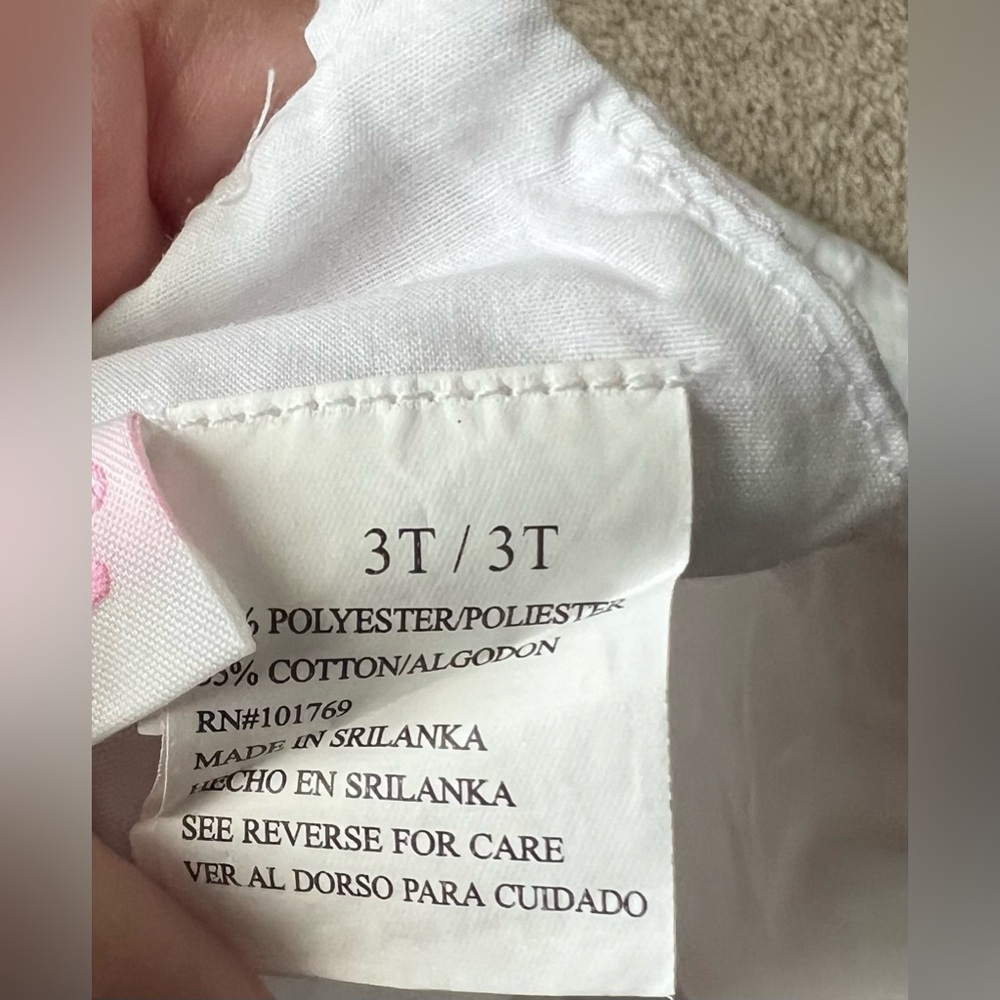 3T / 3T
% POLYESTER/POLIESTER
5% COTTON/ALGODON
RN#101769
MADE IN SRILANKA
HECHO EN SRILANKA
SEE REVERSE FOR CARE
VER AL DORSO PARA CUIDADO